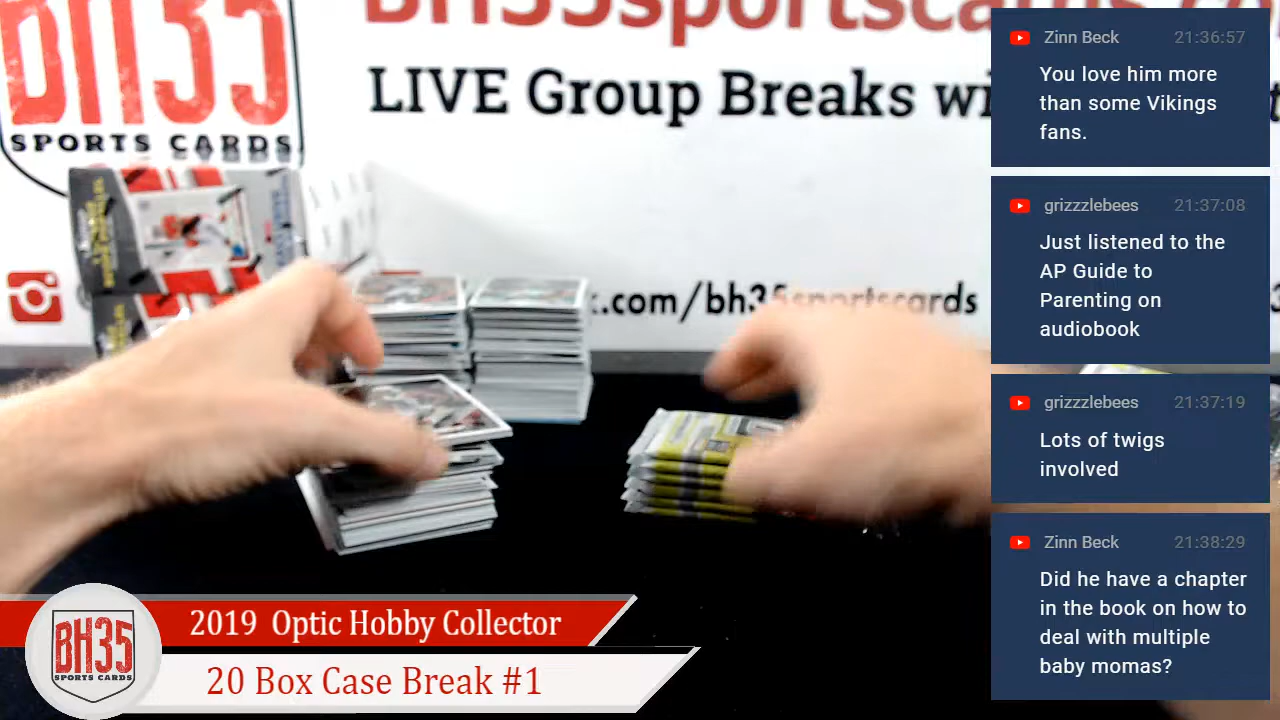 BH35sportscards.com
BH35
SPORTS CARDS
LIVE Group Breaks
.com/bh35sportscards
Zinn Beck 21:36:57
You love him more
than some Vikings
fans.
grizzzlebees 21:37:08
Just listened to the
AP Guide to
Parenting on
audiobook
grizzzlebees 21:37:19
Lots of twigs
involved
Zinn Beck 21:38:29
Did he have a chapter
in the book on how to
deal with multiple
baby momas?
2019 Optic Hobby Collector
20 Box Case Break #1
BH35
SPORTS CARDS